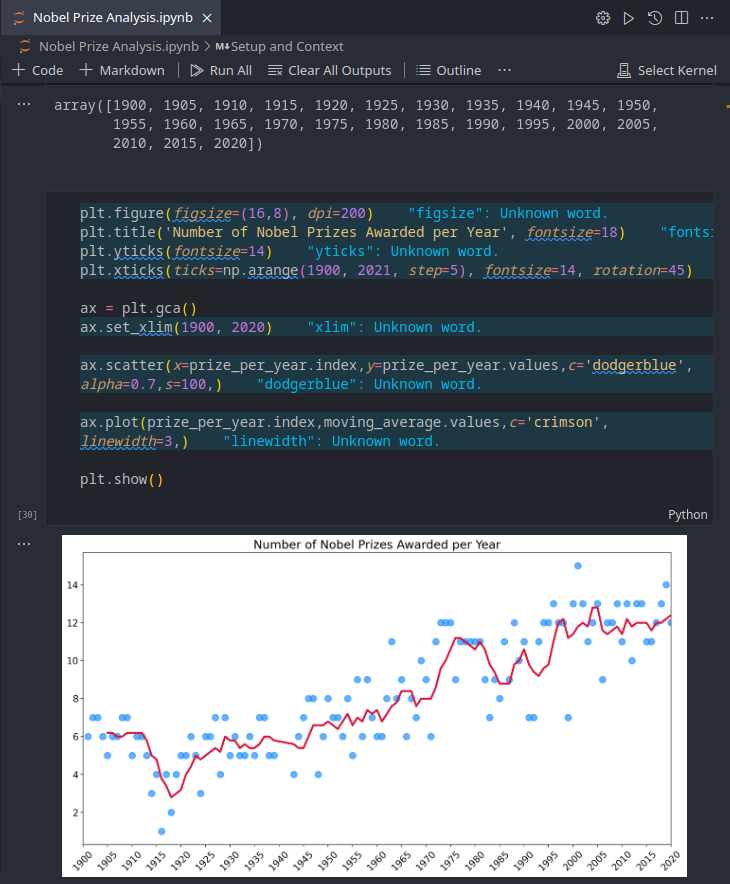 Nobel Prize Analysis.ipynb ×
Nobel Prize Analysis.ipynb > M↓Setup and Context
+ Code + Markdown | Run All Clear All Outputs | Outline ··· Select Kernel
··· array([1900, 1905, 1910, 1915, 1920, 1925, 1930, 1935, 1940, 1945, 1950,
1955, 1960, 1965, 1970, 1975, 1980, 1985, 1990, 1995, 2000, 2005,
2010, 2015, 2020])
plt.figure(figsize=(16,8), dpi=200) "figsize": Unknown word.
plt.title('Number of Nobel Prizes Awarded per Year', fontsize=18) "fontsi
plt.yticks(fontsize=14) "yticks": Unknown word.
plt.xticks(ticks=np.arange(1900, 2021, step=5), fontsize=14, rotation=45)
ax = plt.gca()
ax.set_xlim(1900, 2020) "xlim": Unknown word.
ax.scatter(x=prize_per_year.index,y=prize_per_year.values,c='dodgerblue',
alpha=0.7,s=100,) "dodgerblue": Unknown word.
ax.plot(prize_per_year.index,moving_average.values,c='crimson',
linewidth=3,) "linewidth": Unknown word.
plt.show()
[30] Python
···
Number of Nobel Prizes Awarded per Year
14
12
10
8
6
4
2
1900 1905 1910 1915 1920 1925 1930 1935 1940 1945 1950 1955 1960 1965 1970 1975 1980 1985 1990 1995 2000 2005 2010 2015 2020